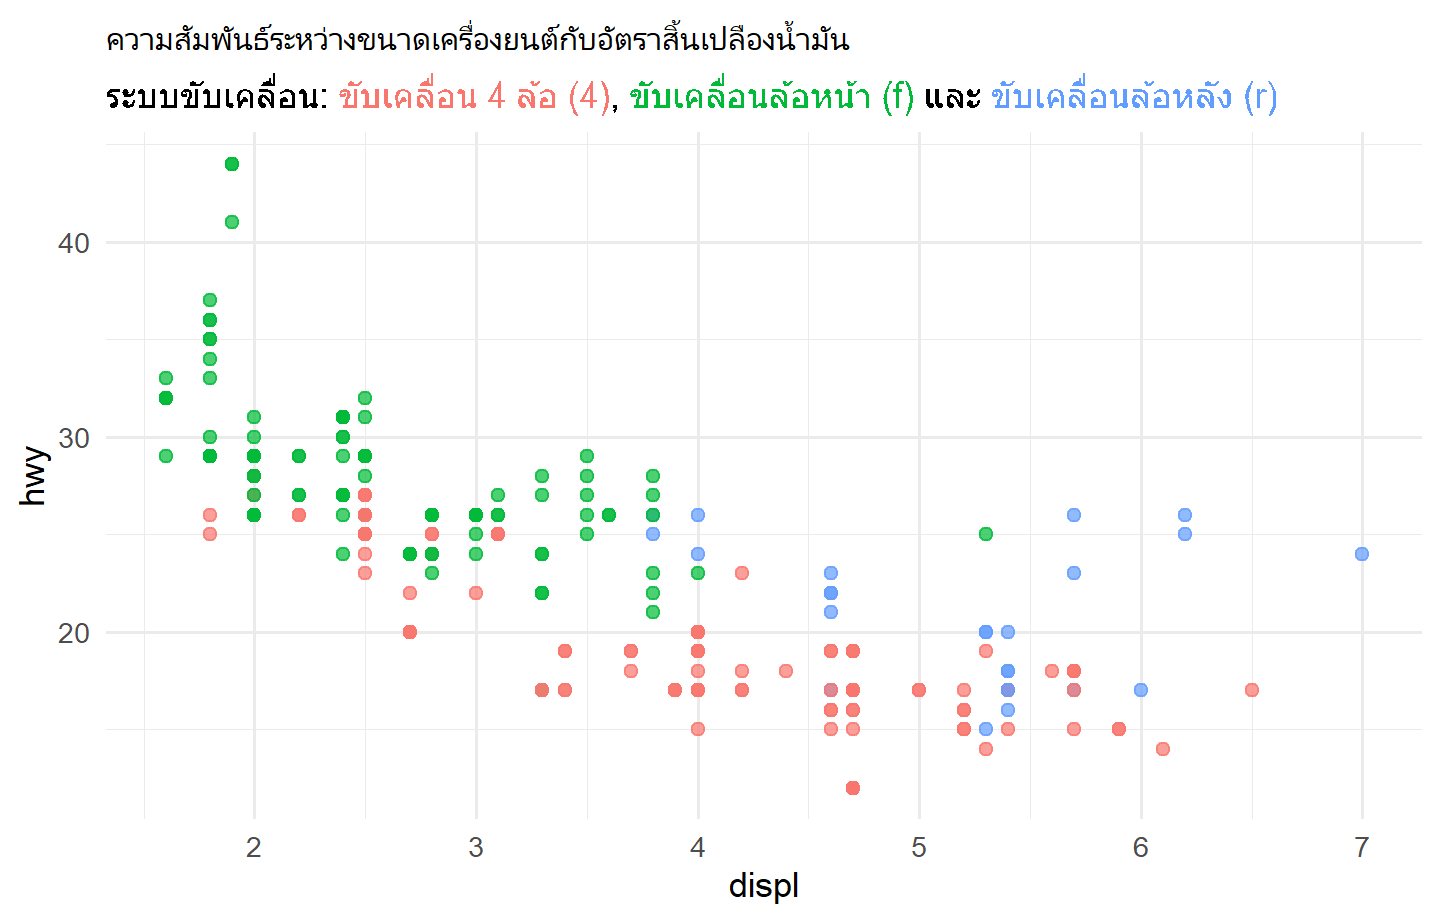 ความสัมพันธ์ระหว่างขนาดเครื่องยนต์กับอัตราสิ้นเปลืองน้ำมัน
ระบบขับเคลื่อน: ขับเคลื่อน 4 ล้อ (4), ขับเคลื่อนล้อหน้า (f) และ ขับเคลื่อนล้อหลัง (r)
40
30
20
hwy
2 3 4 5 6 7
displ